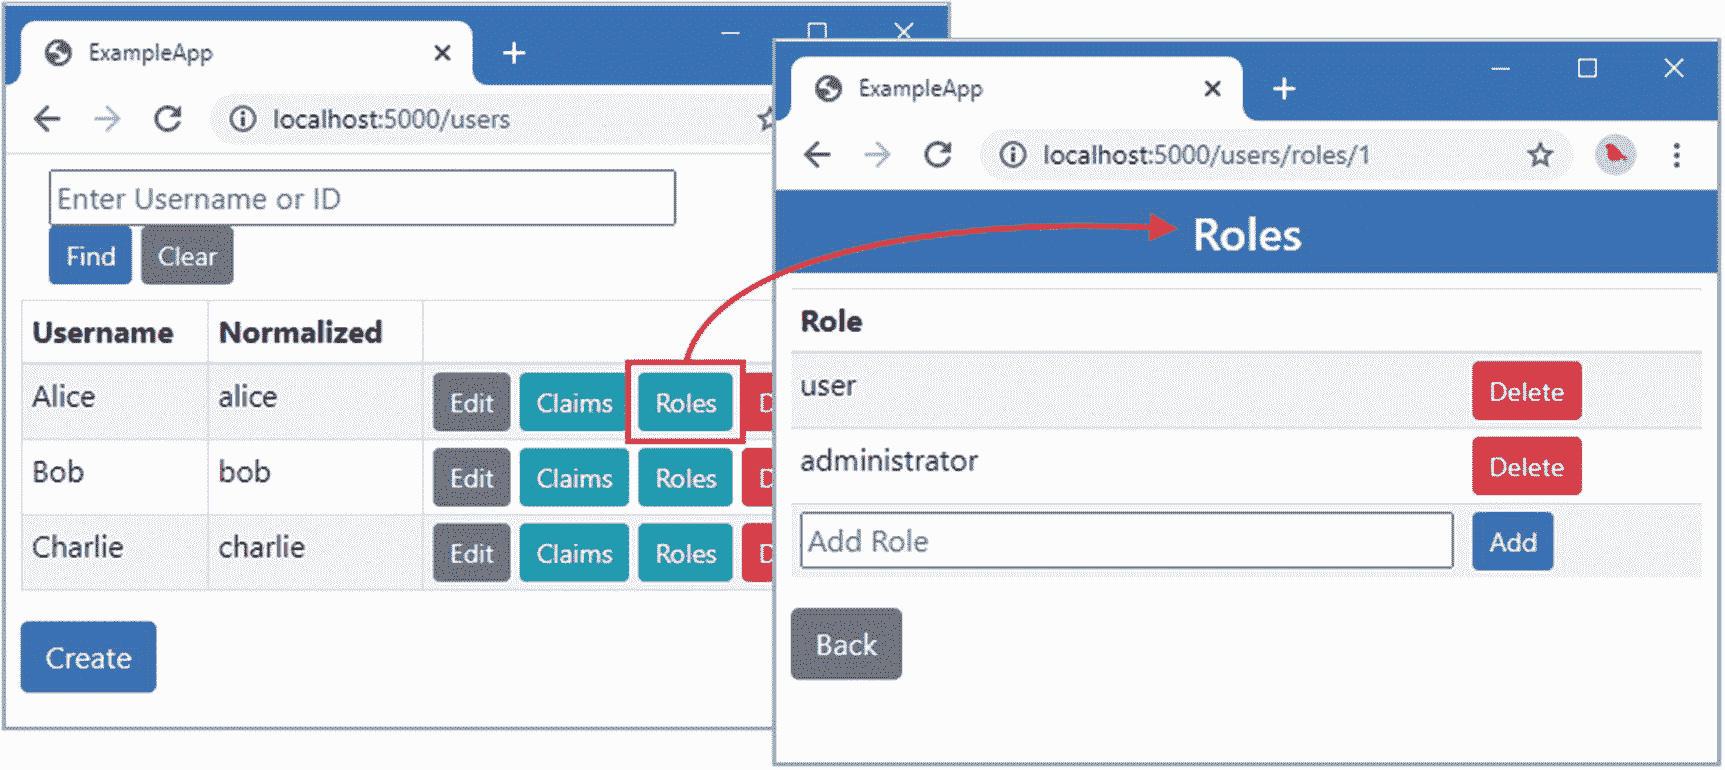 ExampleApp
localhost:5000/users
Enter Username or ID
Find Clear
Username Normalized
Alice alice Edit Claims Roles D
Bob bob Edit Claims Roles D
Charlie charlie Edit Claims Roles D
Create
ExampleApp
localhost:5000/users/roles/1
Roles
Role
user Delete
administrator Delete
Add Role Add
Back